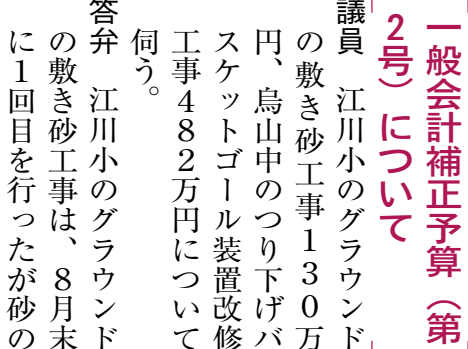 一般会計補正予算（第
2号）について
議員　江川小のグラウンド
の敷き砂工事１３０万
円、烏山中のつり下げバ
スケットゴール装置改修
工事４８２万円について
伺う。
答弁　江川小のグラウンド
の敷き砂工事は、８月末
に１回目を行ったが砂の